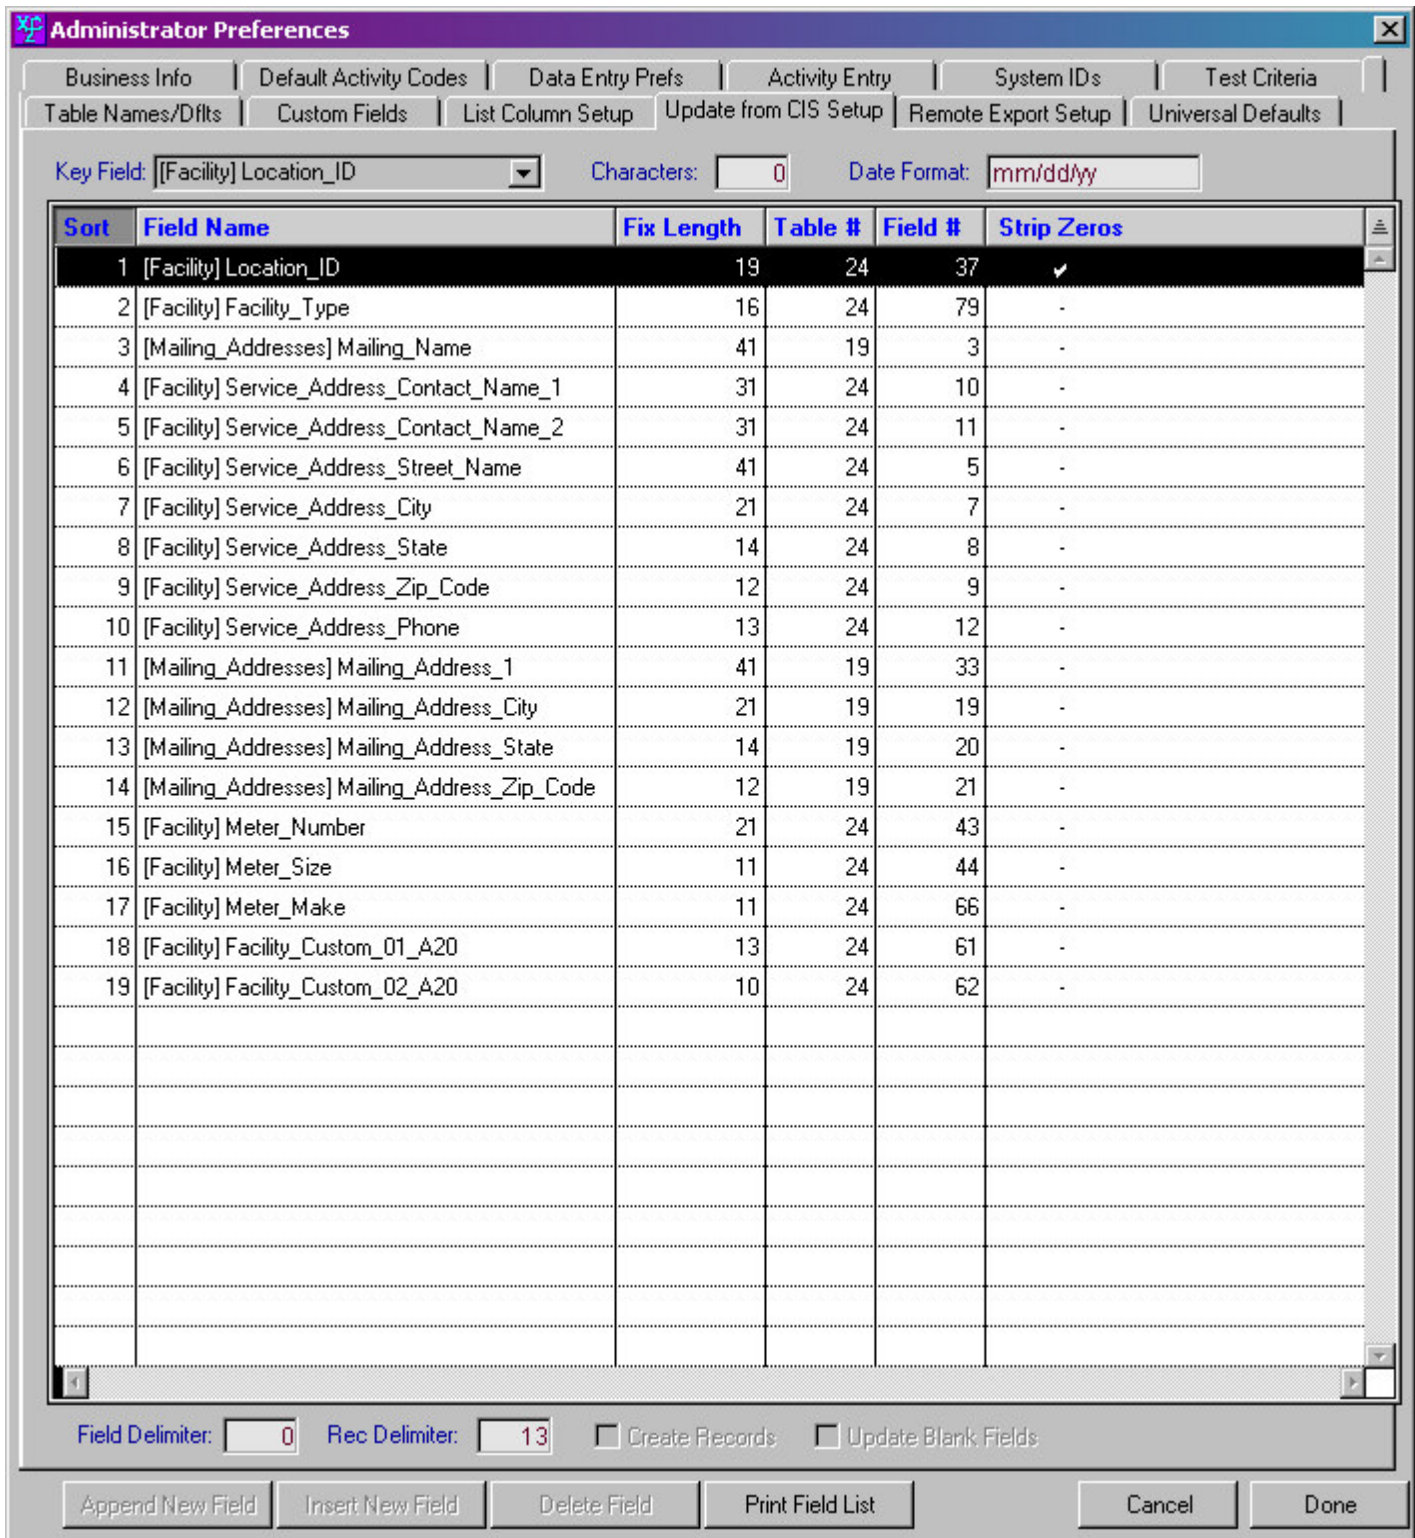 Administrator Preferences
Business Info Default Activity Codes Data Entry Prefs Activity Entry System IDs Test Criteria
Table Names/Dflts Custom Fields List Column Setup Update from CIS Setup Remote Export Setup Universal Defaults
Key Field: [Facility] Location_ID Characters: 0 Date Format: mm/dd/yy
Sort Field Name Fix Length Table # Field # Strip Zeros
1 [Facility] Location_ID 19 24 37 ✓
2 [Facility] Facility_Type 16 24 79 -
3 [Mailing_Addresses] Mailing_Name 41 19 3 -
4 [Facility] Service_Address_Contact_Name_1 31 24 10 -
5 [Facility] Service_Address_Contact_Name_2 31 24 11 -
6 [Facility] Service_Address_Street_Name 41 24 5 -
7 [Facility] Service_Address_City 21 24 7 -
8 [Facility] Service_Address_State 14 24 8 -
9 [Facility] Service_Address_Zip_Code 12 24 9 -
10 [Facility] Service_Address_Phone 13 24 12 -
11 [Mailing_Addresses] Mailing_Address_1 41 19 33 -
12 [Mailing_Addresses] Mailing_Address_City 21 19 19 -
13 [Mailing_Addresses] Mailing_Address_State 14 19 20 -
14 [Mailing_Addresses] Mailing_Address_Zip_Code 12 19 21 -
15 [Facility] Meter_Number 21 24 43 -
16 [Facility] Meter_Size 11 24 44 -
17 [Facility] Meter_Make 11 24 66 -
18 [Facility] Facility_Custom_01_A20 13 24 61 -
19 [Facility] Facility_Custom_02_A20 10 24 62 -
Field Delimiter: 0 Rec Delimiter: 13 Create Records Update Blank Fields
Append New Field Insert New Field Delete Field Print Field List Cancel Done